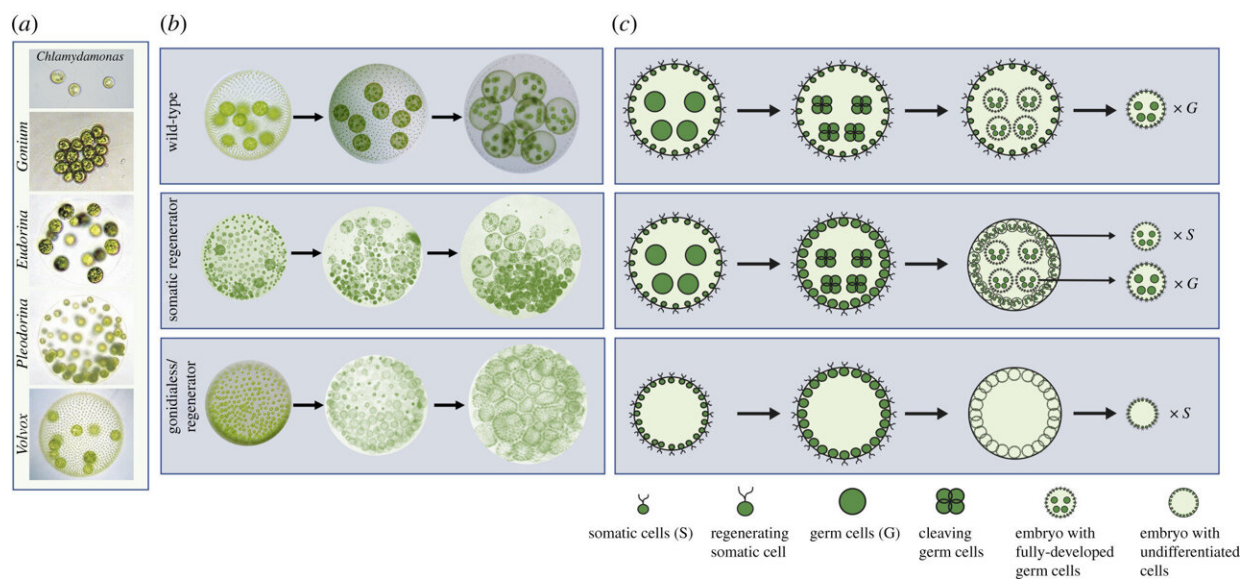 (a)
(b)
(c)
Chlamydamonas
Gonium
Eudorina
Pleodorina
Volvox
wild-type
× G
somatic regenerator
× S
× G
gonidialess/
regenerator
× S
somatic cells (S)
regenerating
somatic cell
germ cells (G)
cleaving
germ cells
embryo with
fully-developed
germ cells
embryo with
undifferentiated
cells